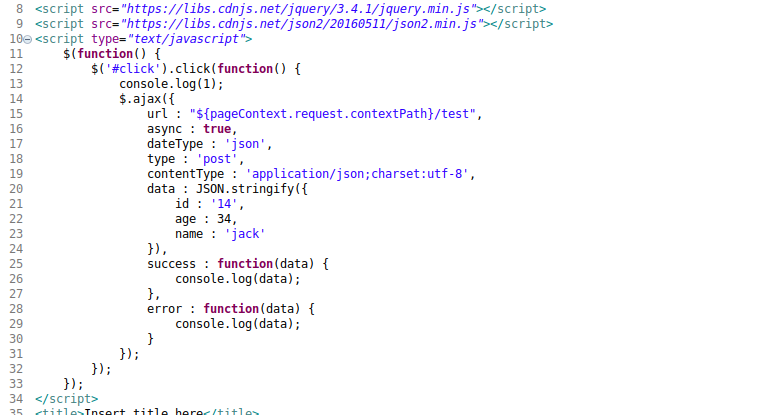 8 <script src="https://libs.cdnjs.net/jquery/3.4.1/jquery.min.js"></script>
9 <script src="https://libs.cdnjs.net/json2/20160511/json2.min.js"></script>
10 <script type="text/javascript">
11 $(function() {
12 $('#click').click(function() {
13 console.log(1);
14 $.ajax({
15 url : "${pageContext.request.contextPath}/test",
16 async : true,
17 dateType : 'json',
18 type : 'post',
19 contentType : 'application/json;charset:utf-8',
20 data : JSON.stringify({
21 id : '14',
22 age : 34,
23 name : 'jack'
24 }),
25 success : function(data) {
26 console.log(data);
27 },
28 error : function(data) {
29 console.log(data);
30 }
31 });
32 });
33 });
34 </script>
35 <title>Insert title here</title>